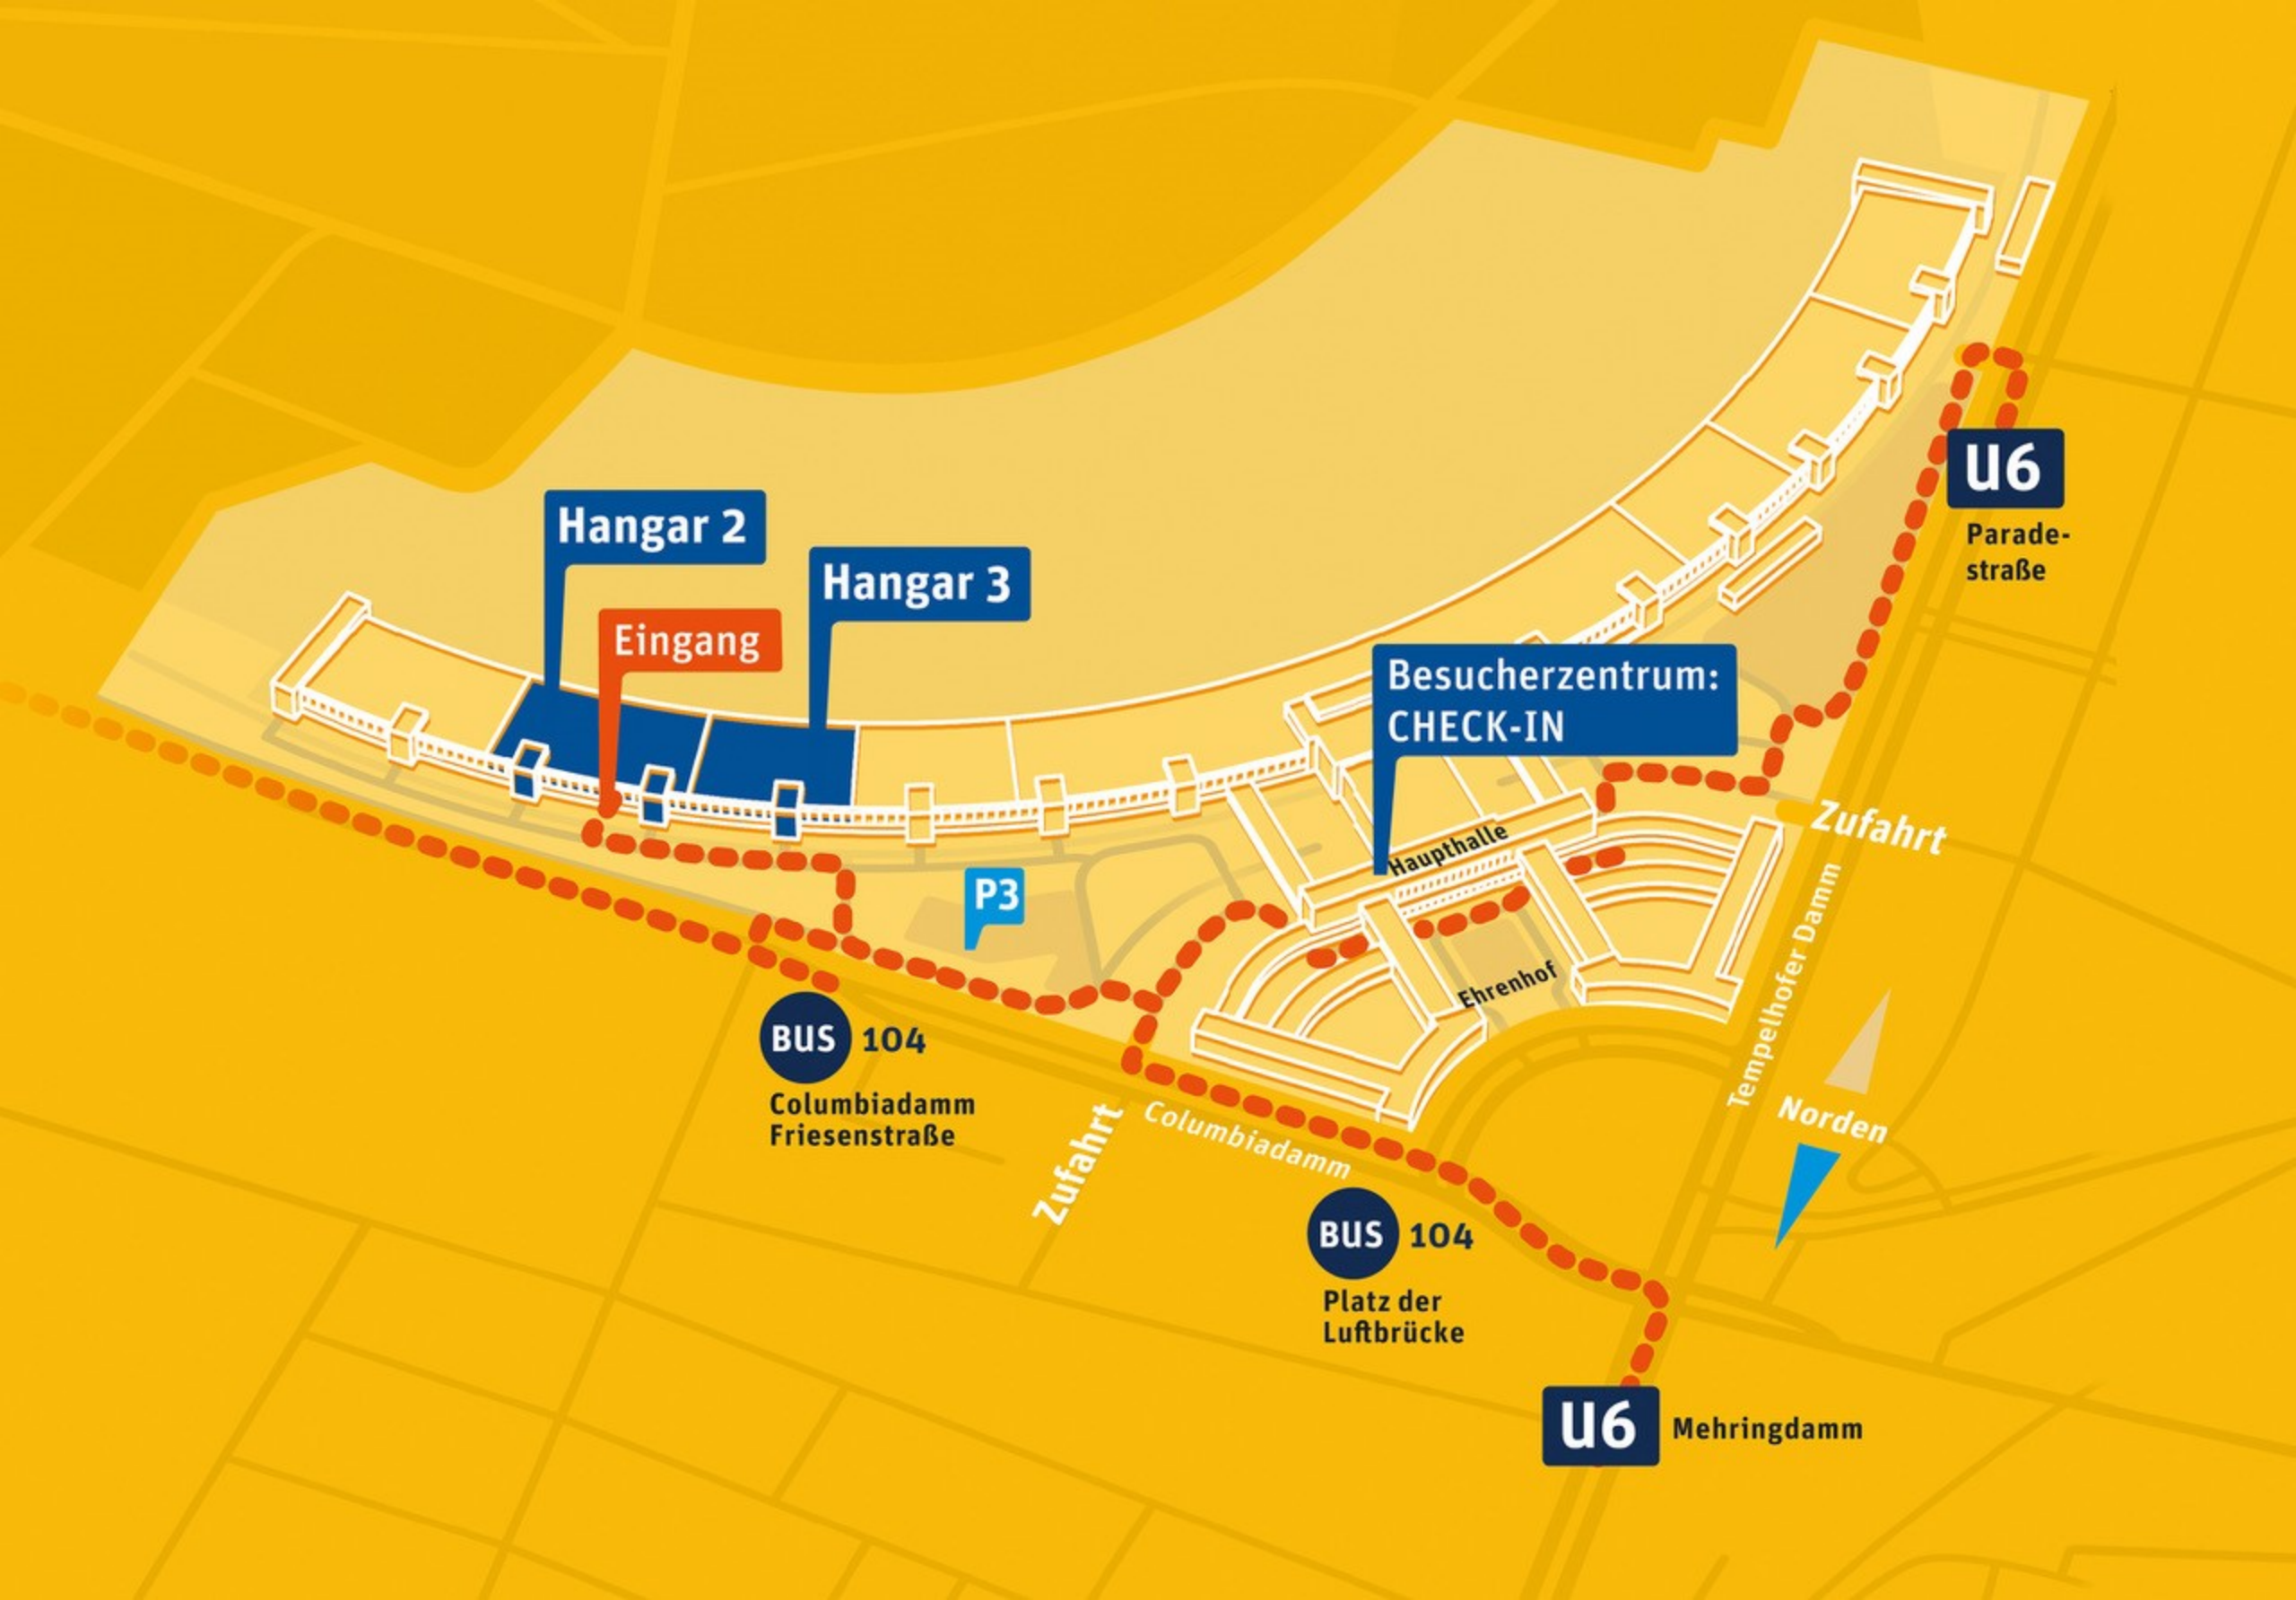 Hangar 2
Hangar 3
Eingang
U6
Parade-
straße
Besucherzentrum:
CHECK-IN
Zufahrt
Haupthalle
P3
Ehrenhof
Tempelhofer Damm
BUS 104
Columbiadamm
Friesenstraße
Norden
Zufahrt
Columbiadamm
BUS 104
Platz der
Luftbrücke
U6 Mehringdamm